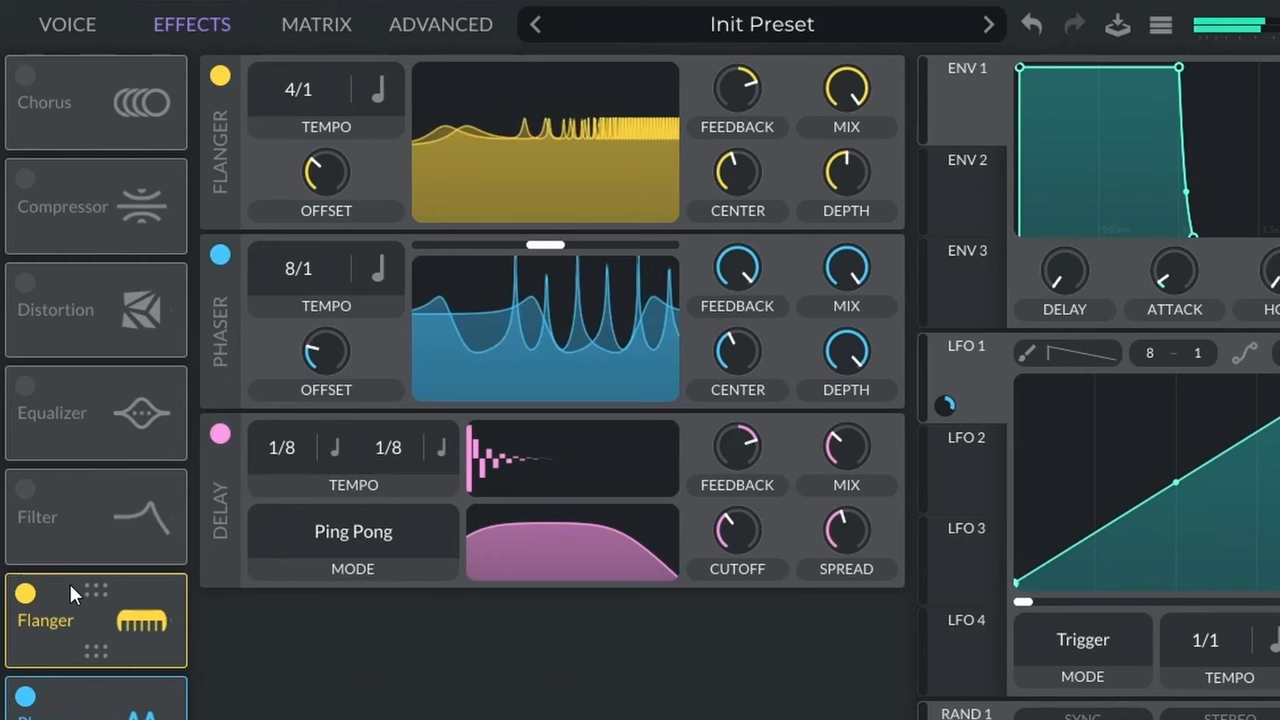 VOICE EFFECTS MATRIX ADVANCED Init Preset
Chorus
Compressor
Distortion
Equalizer
Filter
Flanger
FLANGER
4/1
TEMPO
OFFSET
FEEDBACK MIX
CENTER DEPTH
PHASER
8/1
TEMPO
OFFSET
FEEDBACK MIX
CENTER DEPTH
DELAY
1/8 1/8
TEMPO
Ping Pong
MODE
FEEDBACK MIX
CUTOFF SPREAD
ENV 1
ENV 2
ENV 3
DELAY ATTACK
LFO 1
8 – 1
LFO 2
LFO 3
LFO 4
Trigger 1/1
MODE TEMPO
RAND 1 SYNC STEREO